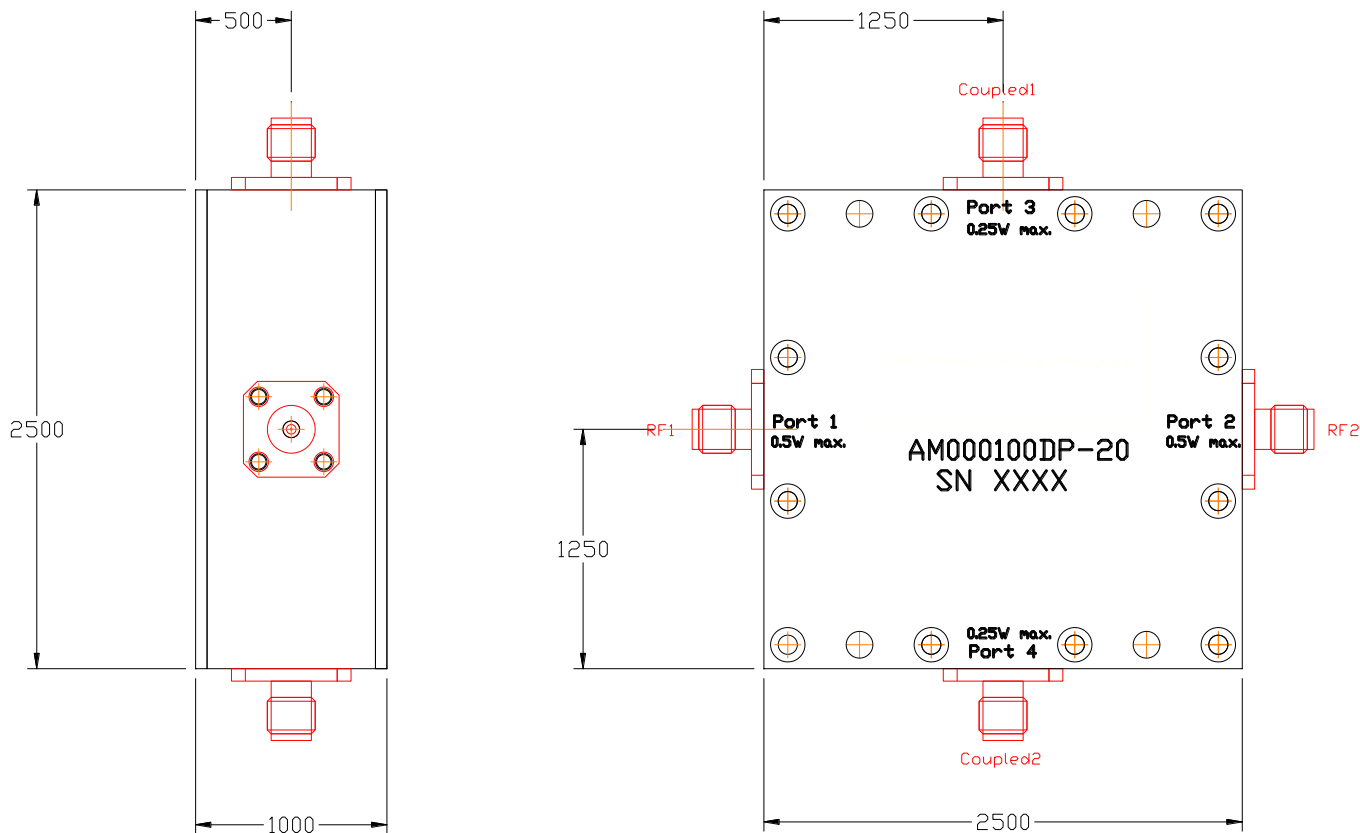 500
1250
Coupled1
Port 3
0.25W max.
2500
RF1
Port 1
0.5W max.
Port 2
0.5W max.
RF2
AM000100DP-20
SN XXXX
1250
0.25W max.
Port 4
Coupled2
1000
2500